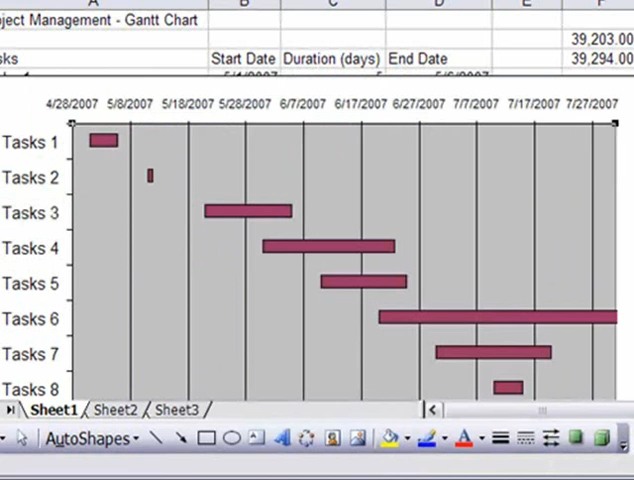 oject Management - Gantt Chart
39,203.00
sks Start Date Duration (days) End Date 39,294.00
4/28/2007 5/8/2007 5/18/2007 5/28/2007 6/7/2007 6/17/2007 6/27/2007 7/7/2007 7/17/2007 7/27/2007
Tasks 1
Tasks 2
Tasks 3
Tasks 4
Tasks 5
Tasks 6
Tasks 7
Tasks 8
Sheet1 Sheet2 Sheet3
AutoShapes